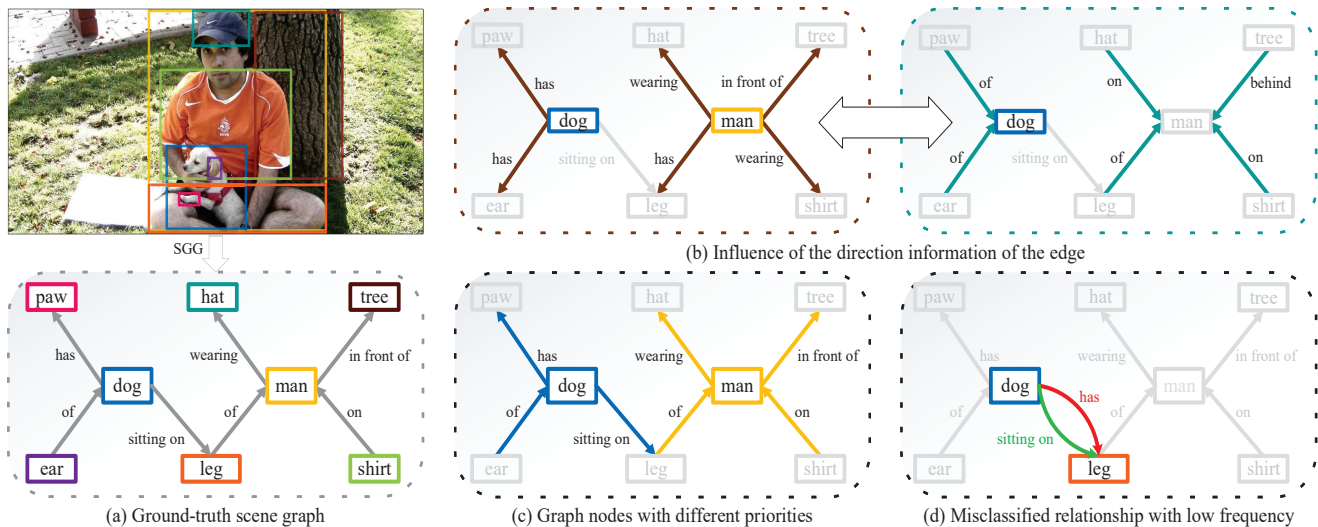 SGG
paw
hat
tree
has
wearing
in front of
dog
man
of
sitting on
of
on
ear
leg
shirt
(a) Ground-truth scene graph
paw
hat
tree
has
wearing
in front of
dog
man
has
sitting on
has
wearing
ear
leg
shirt
paw
hat
tree
of
on
behind
dog
man
of
sitting on
of
on
ear
leg
shirt
(b) Influence of the direction information of the edge
paw
hat
tree
has
wearing
in front of
dog
man
of
sitting on
of
on
ear
leg
shirt
(c) Graph nodes with different priorities
paw
hat
tree
has
wearing
in front of
dog
man
has
of
sitting on
of
on
ear
leg
shirt
(d) Misclassified relationship with low frequency